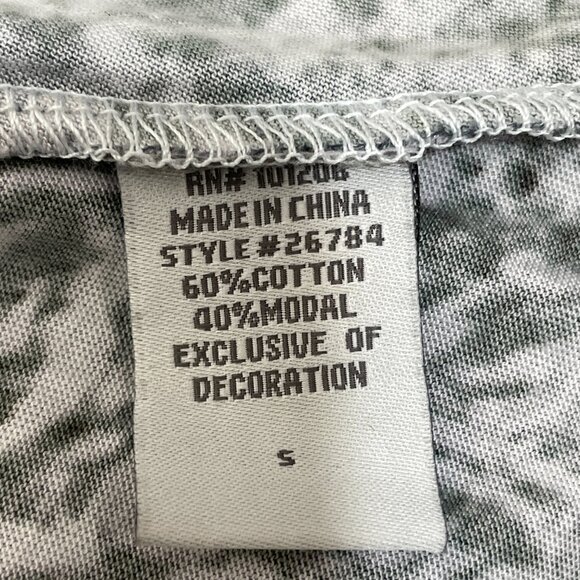 RN# 101206
MADE IN CHINA
STYLE #26784
60%COTTON
40%MODAL
EXCLUSIVE OF
DECORATION
S